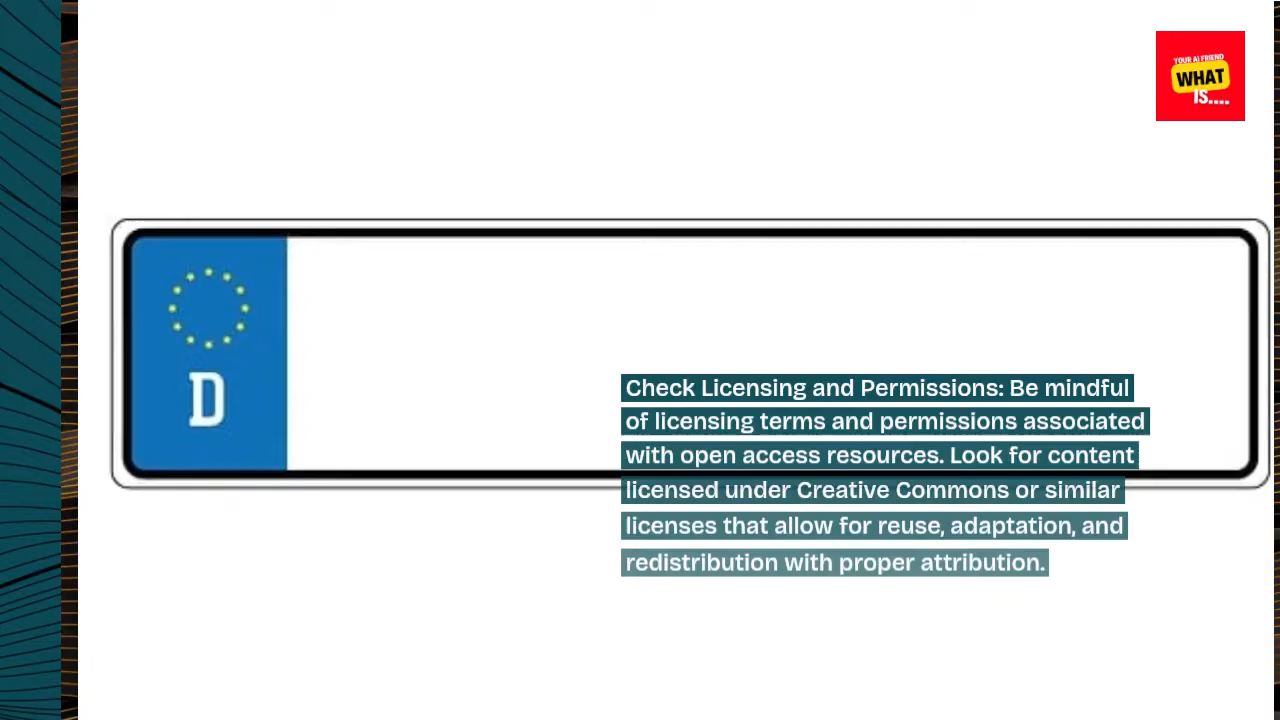 YOUR AI FRIEND
WHAT
IS....
D
Check Licensing and Permissions: Be mindful
of licensing terms and permissions associated
with open access resources. Look for content
licensed under Creative Commons or similar
licenses that allow for reuse, adaptation, and
redistribution with proper attribution.